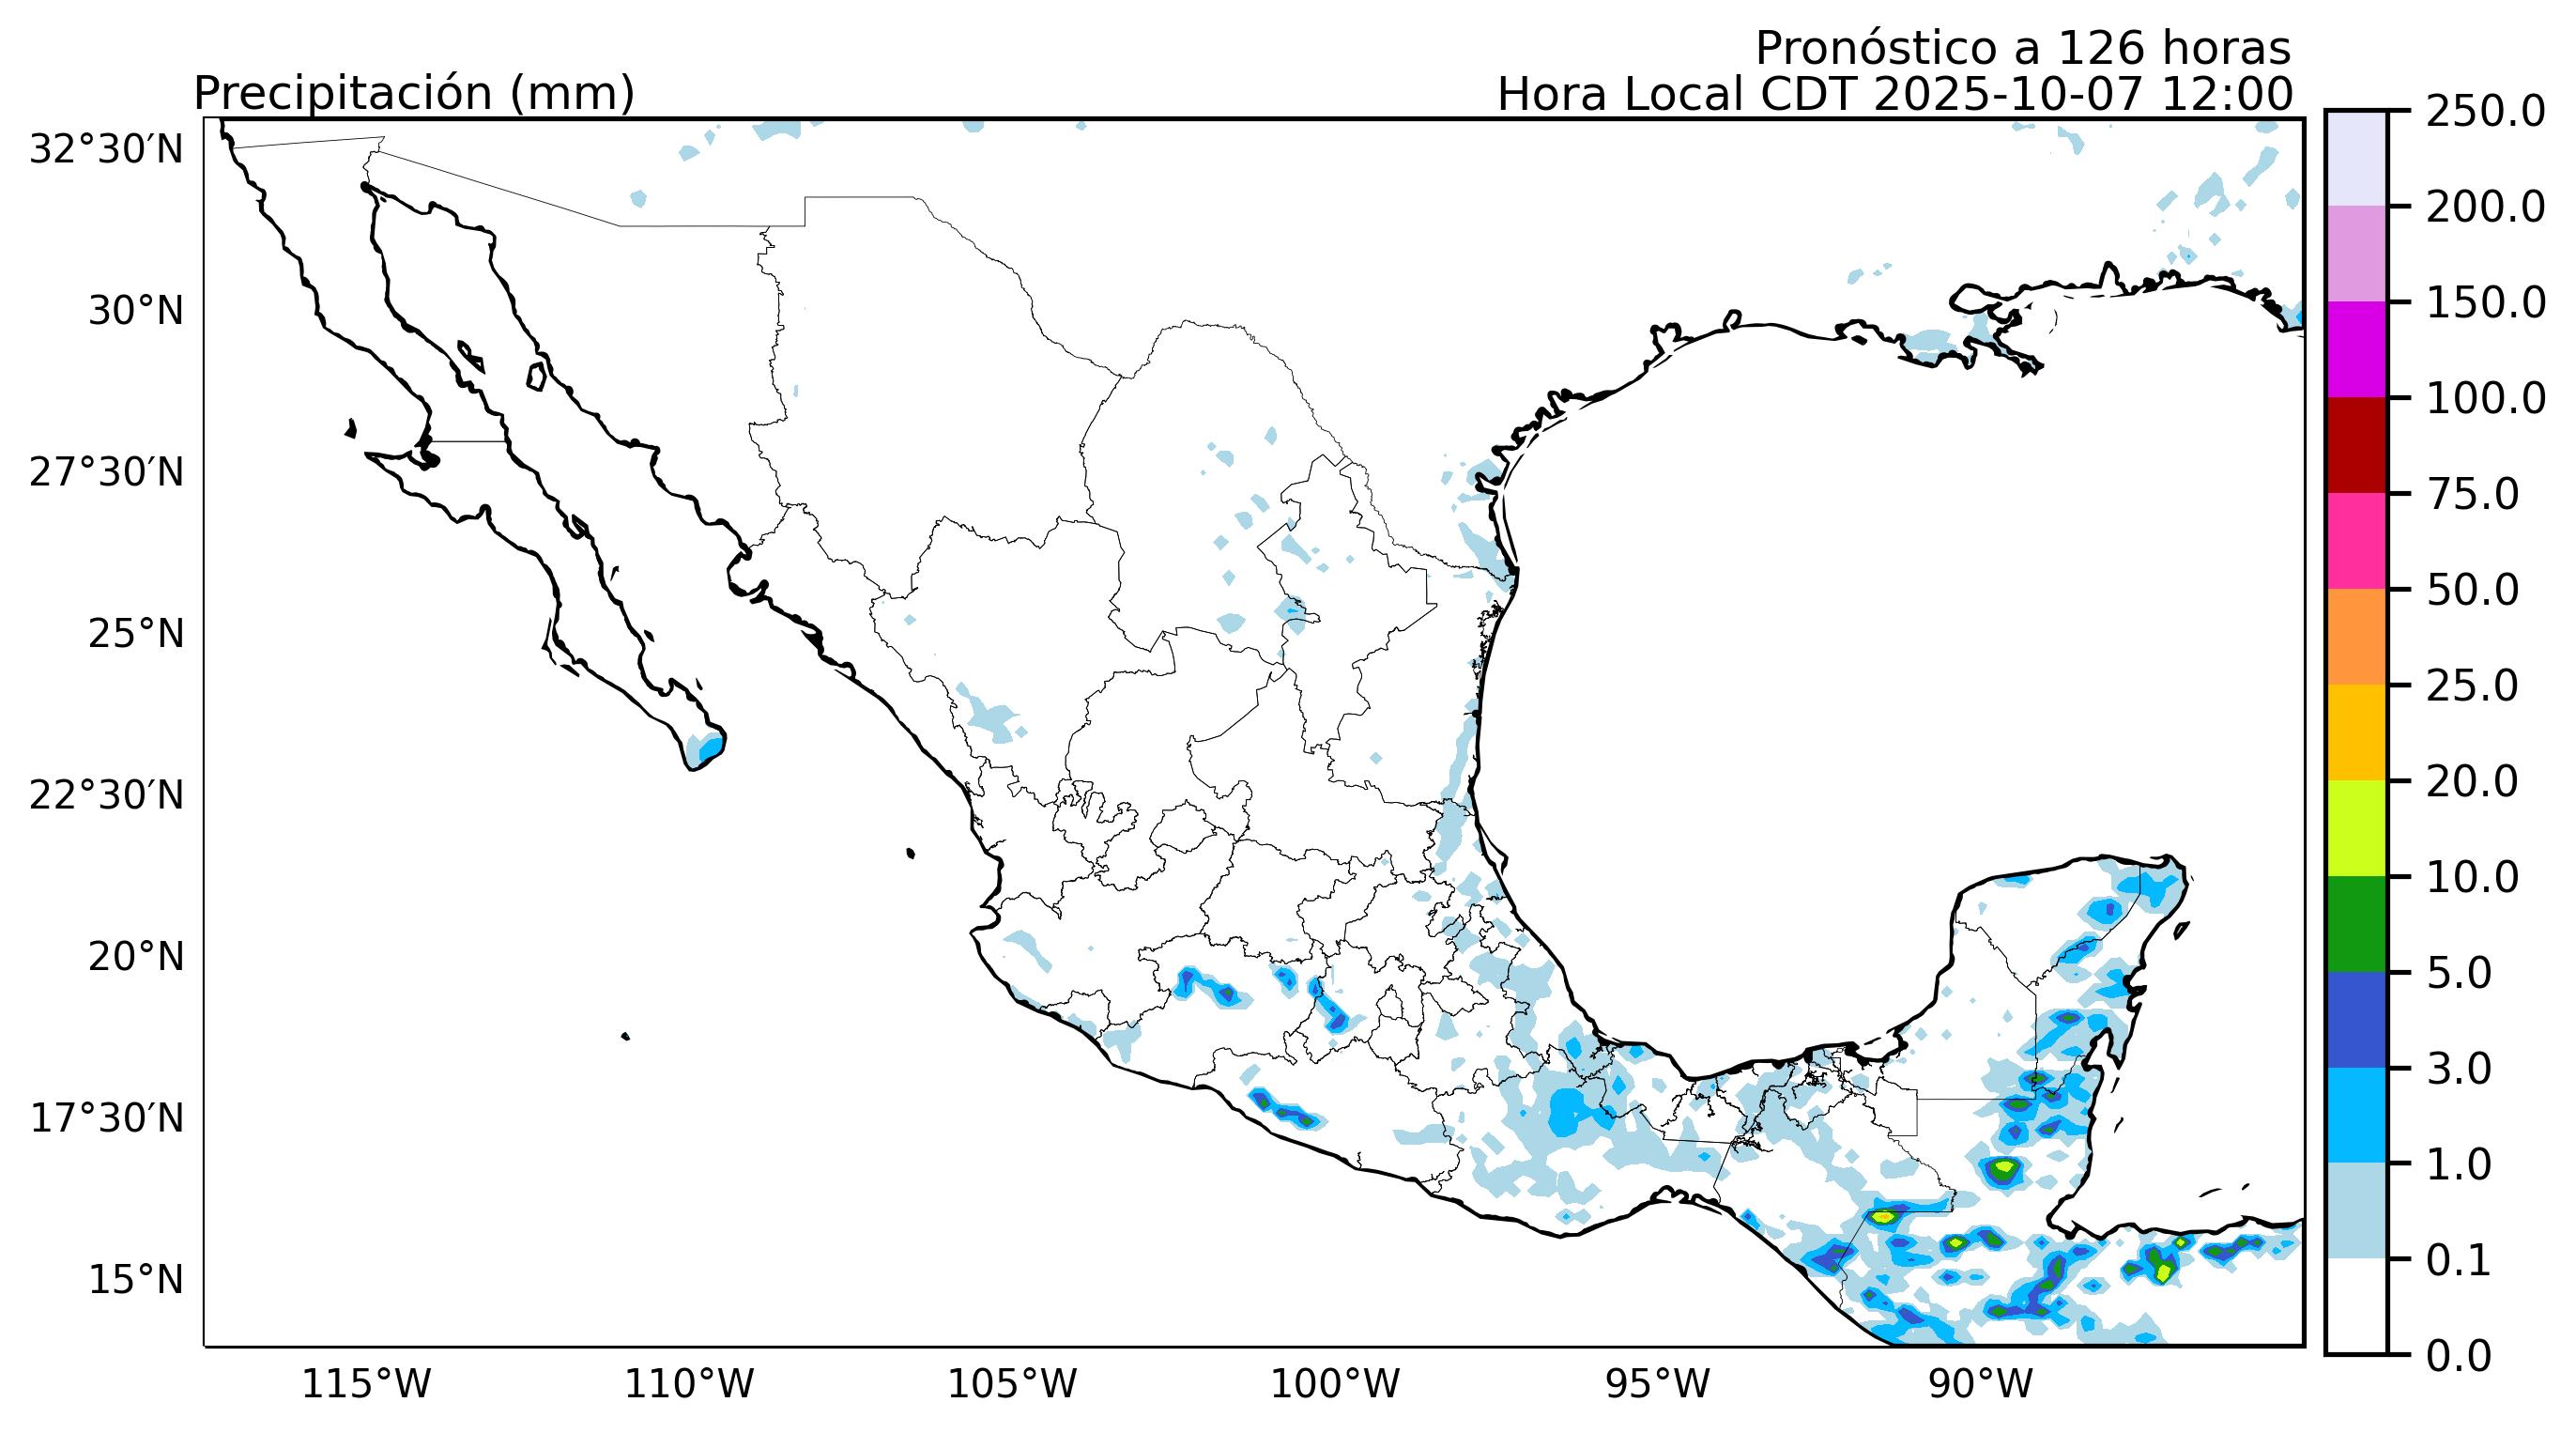 Pronóstico a 126 horas
Precipitación (mm)
Hora Local CDT 2025-10-07 12:00
32°30′N
30°N
27°30′N
25°N
22°30′N
20°N
17°30′N
15°N
115°W
110°W
105°W
100°W
95°W
90°W
250.0
200.0
150.0
100.0
75.0
50.0
25.0
20.0
10.0
5.0
3.0
1.0
0.1
0.0